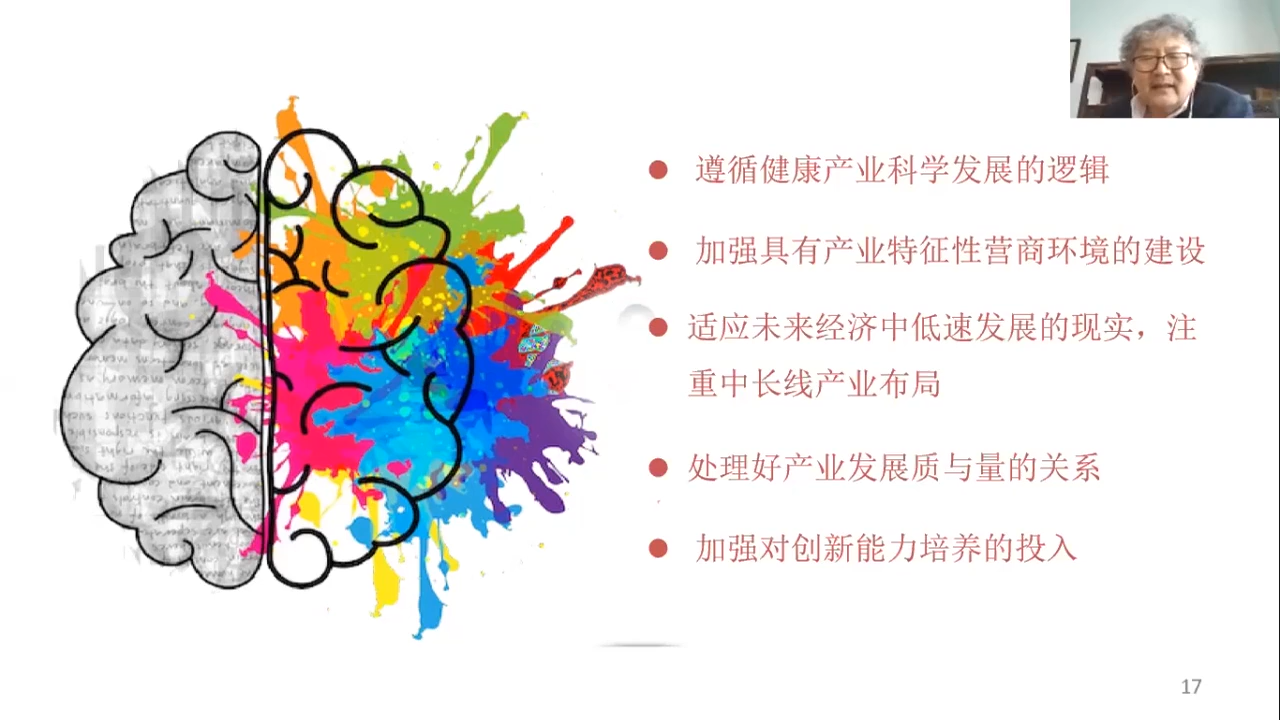 遵循健康产业科学发展的逻辑
加强具有产业特征性营商环境的建设
适应未来经济中低速发展的现实，注
重中长线产业布局
处理好产业发展质与量的关系
加强对创新能力培养的投入
17